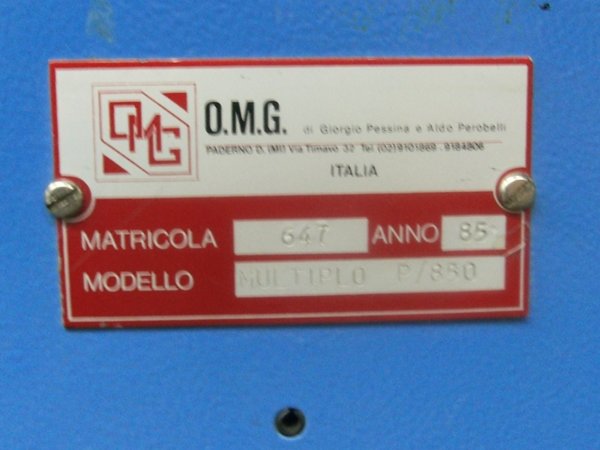 OMG
O.M.G. di Giorgio Pessina e Aldo Perobelli
PADERNO D. (MI) Via Timavo 32 Tel. (02)9101869 - 9184806
ITALIA
MATRICOLA 647 ANNO 85
MODELLO MULTIPLO P/850